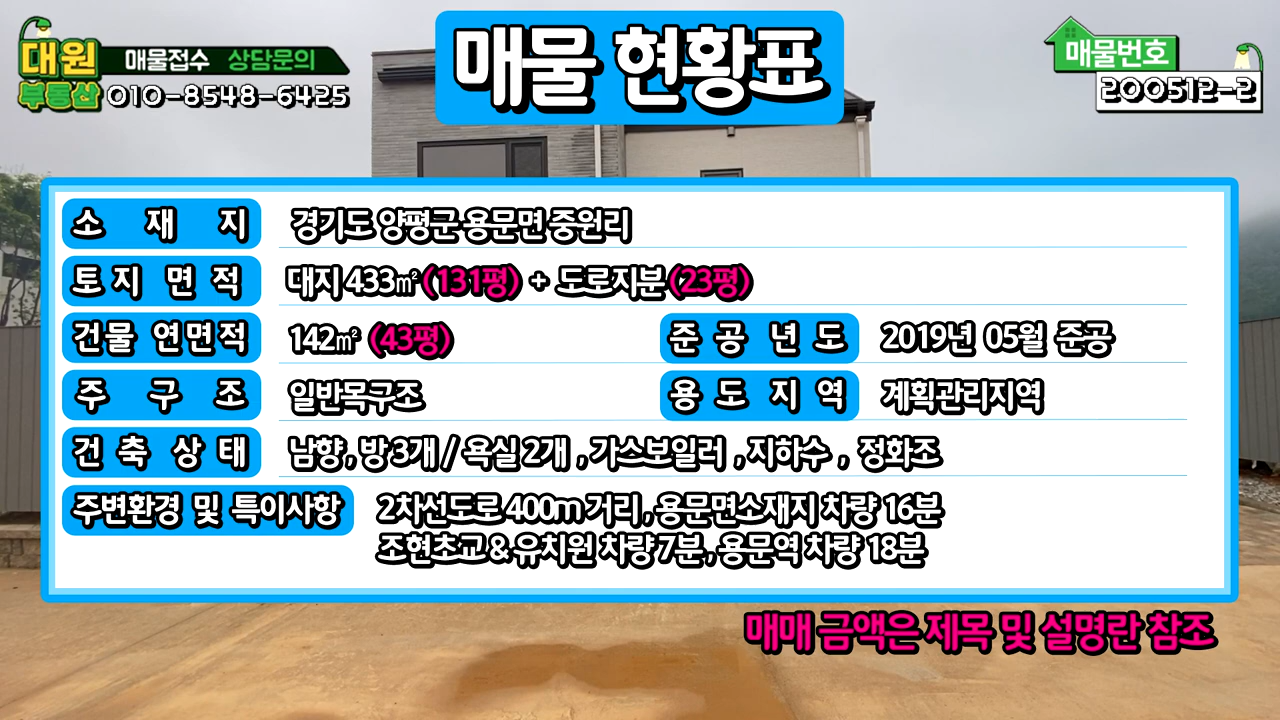 대원 부동산
매물접수 상담문의
010-8548-6425
매물 현황표
매물번호
200512-2
소 재 지 경기도 양평군 용문면 중원리
토지 면적 대지 433㎡ (131평) + 도로지분 (23평)
건물 연면적 142㎡ (43평) 준공년도 2019년 05월 준공
주 구 조 일반목구조 용도지역 계획관리지역
건축 상태 남향 , 방 3개 / 욕실 2개 , 가스보일러 , 지하수 , 정화조
주변환경 및 특이사항 2차선도로 400m 거리 , 용문면소재지 차량 16분
조현초교 & 유치원 차량 7분 , 용문역 차량 18분
매매 금액은 제목 및 설명란 참조